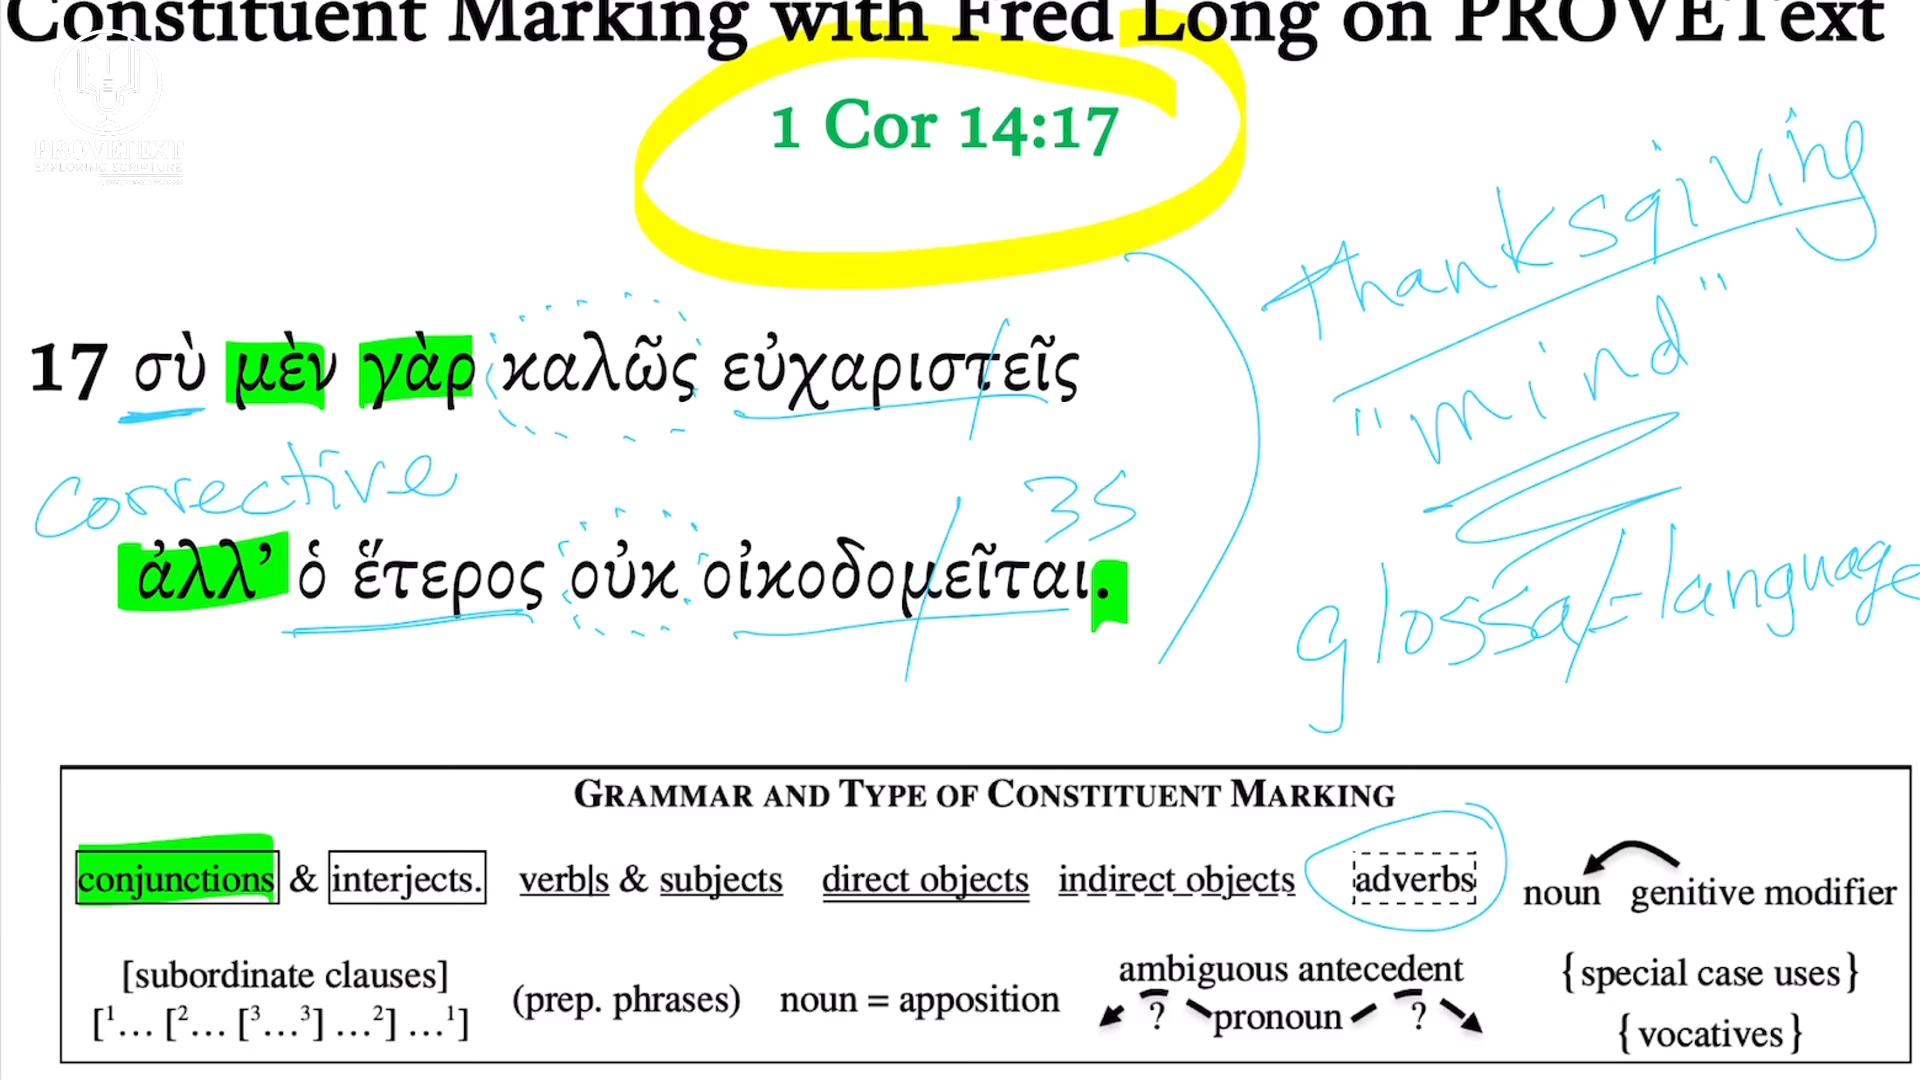 Constituent Marking with Fred Long on PROVEText
PROVETEXT
EXPLORING SCRIPTURE
1 Cor 14:17
thanksgiving
"mind"
17 σὺ μὲν γὰρ καλῶς εὐχαριστεῖς
corrective
3S
ἀλλ’ ὁ ἕτερος οὐκ οἰκοδομεῖται.
glossa = language
GRAMMAR AND TYPE OF CONSTITUENT MARKING
conjunctions & interjects. verb|s & subjects direct objects indirect objects adverbs noun genitive modifier
[subordinate clauses] (prep. phrases) noun = apposition ambiguous antecedent {special case uses}
[¹… [²… [³…³] …²] …¹] ? pronoun ? {vocatives}